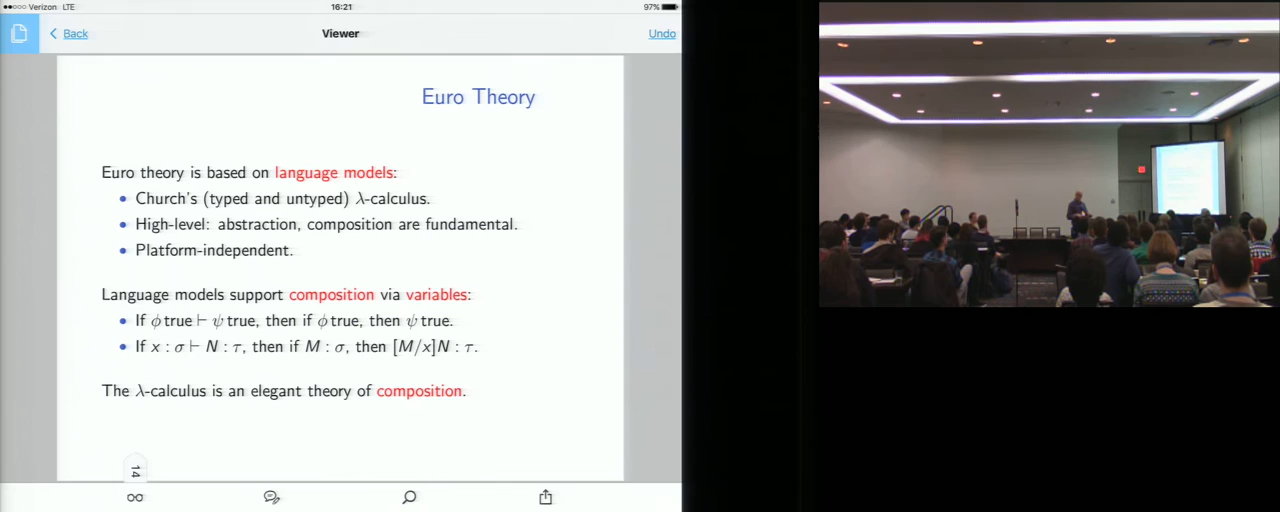 Verizon LTE 16:21 97%
Back Viewer Undo
Euro Theory
Euro theory is based on language models:
• Church's (typed and untyped) λ-calculus.
• High-level: abstraction, composition are fundamental.
• Platform-independent.
Language models support composition via variables:
• If ϕ true ⊢ ψ true, then if ϕ true, then ψ true.
• If x : σ ⊢ N : τ, then if M : σ, then [M/x]N : τ.
The λ-calculus is an elegant theory of composition.
14